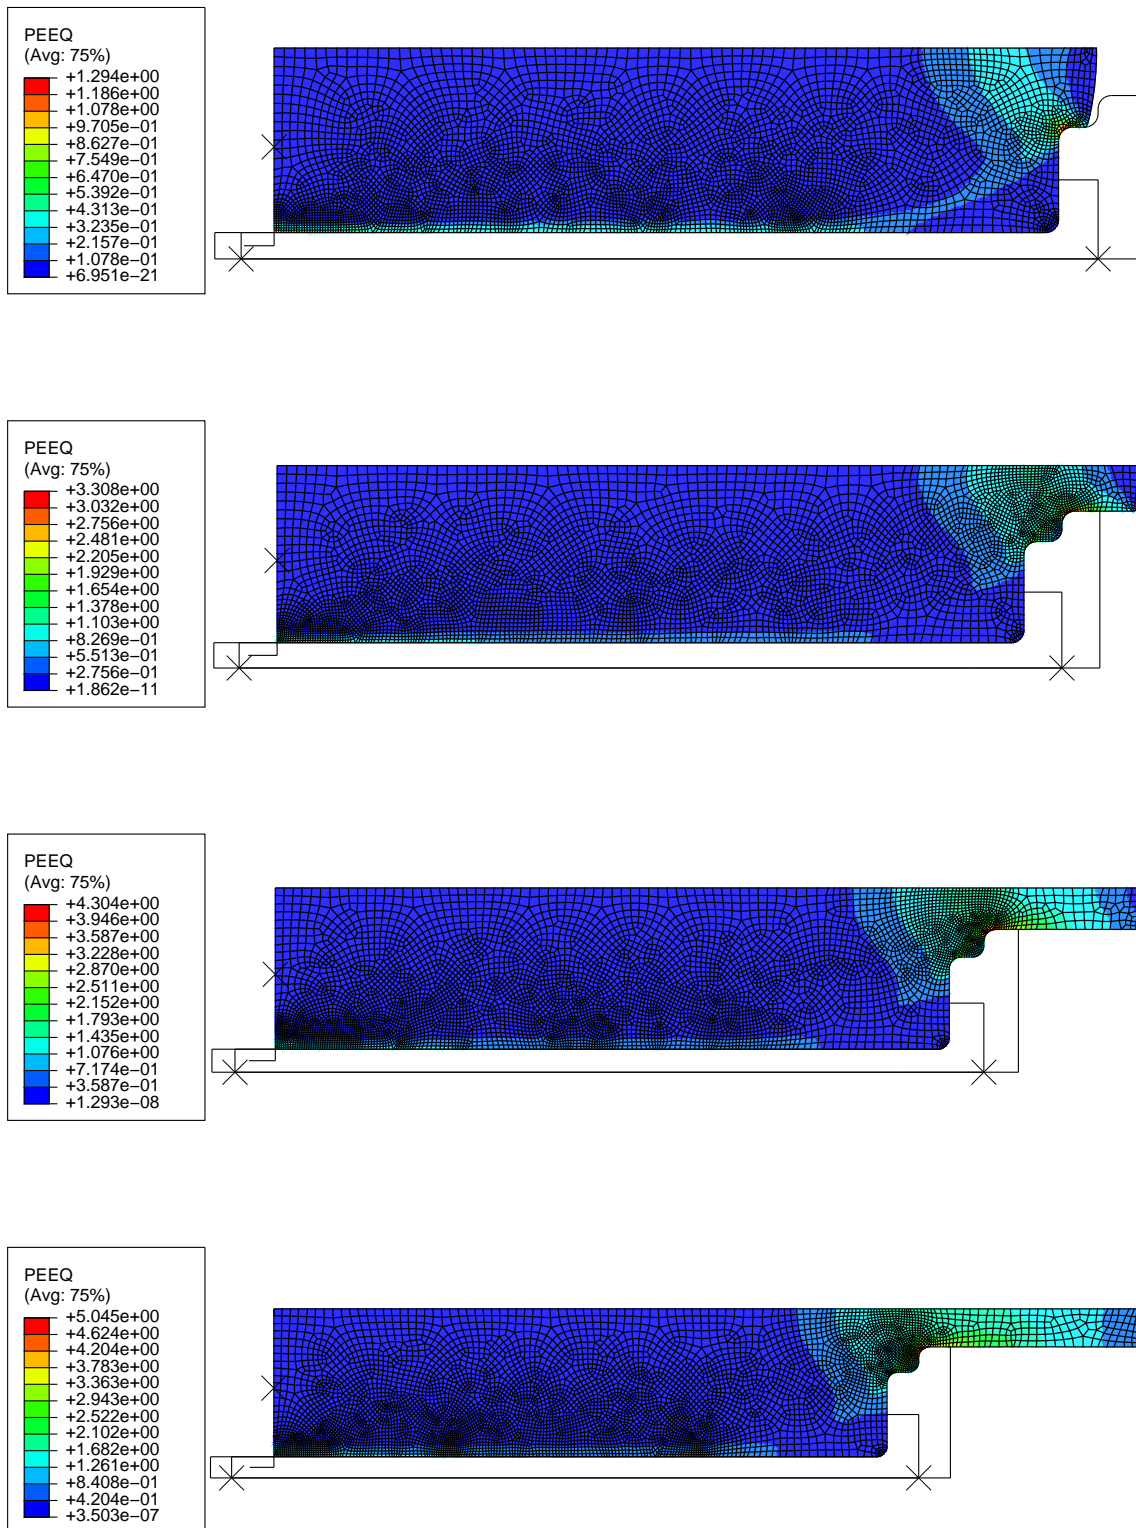 PEEQ
(Avg: 75%)
+1.294e+00
+1.186e+00
+1.078e+00
+9.705e−01
+8.627e−01
+7.549e−01
+6.470e−01
+5.392e−01
+4.313e−01
+3.235e−01
+2.157e−01
+1.078e−01
+6.951e−21
PEEQ
(Avg: 75%)
+3.308e+00
+3.032e+00
+2.756e+00
+2.481e+00
+2.205e+00
+1.929e+00
+1.654e+00
+1.378e+00
+1.103e+00
+8.269e−01
+5.513e−01
+2.756e−01
+1.862e−11
PEEQ
(Avg: 75%)
+4.304e+00
+3.946e+00
+3.587e+00
+3.228e+00
+2.870e+00
+2.511e+00
+2.152e+00
+1.793e+00
+1.435e+00
+1.076e+00
+7.174e−01
+3.587e−01
+1.293e−08
PEEQ
(Avg: 75%)
+5.045e+00
+4.624e+00
+4.204e+00
+3.783e+00
+3.363e+00
+2.943e+00
+2.522e+00
+2.102e+00
+1.682e+00
+1.261e+00
+8.408e−01
+4.204e−01
+3.503e−07